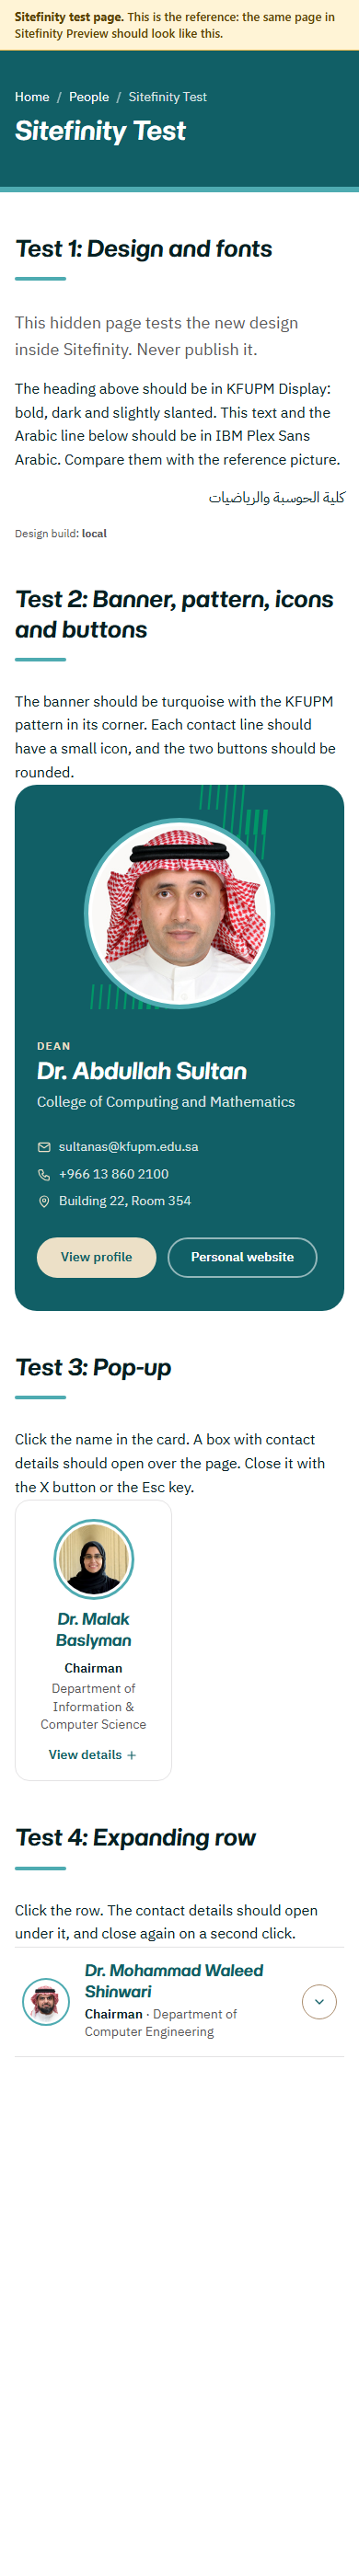 Sitefinity test page. This is the reference: the same page in
Sitefinity Preview should look like this.
Home / People / Sitefinity Test
Sitefinity Test
Test 1: Design and fonts
This hidden page tests the new design
inside Sitefinity. Never publish it.
The heading above should be in KFUPM Display:
bold, dark and slightly slanted. This text and the
Arabic line below should be in IBM Plex Sans
Arabic. Compare them with the reference picture.
كلية الحوسبة والرياضيات
Design build: local
Test 2: Banner, pattern, icons
and buttons
The banner should be turquoise with the KFUPM
pattern in its corner. Each contact line should
have a small icon, and the two buttons should be
rounded.
DEAN
Dr. Abdullah Sultan
College of Computing and Mathematics
sultanas@kfupm.edu.sa
+966 13 860 2100
Building 22, Room 354
View profile
Personal website
Test 3: Pop-up
Click the name in the card. A box with contact
details should open over the page. Close it with
the X button or the Esc key.
Dr. Malak
Baslyman
Chairman
Department of
Information &
Computer Science
View details +
Test 4: Expanding row
Click the row. The contact details should open
under it, and close again on a second click.
Dr. Mohammad Waleed
Shinwari
Chairman · Department of
Computer Engineering